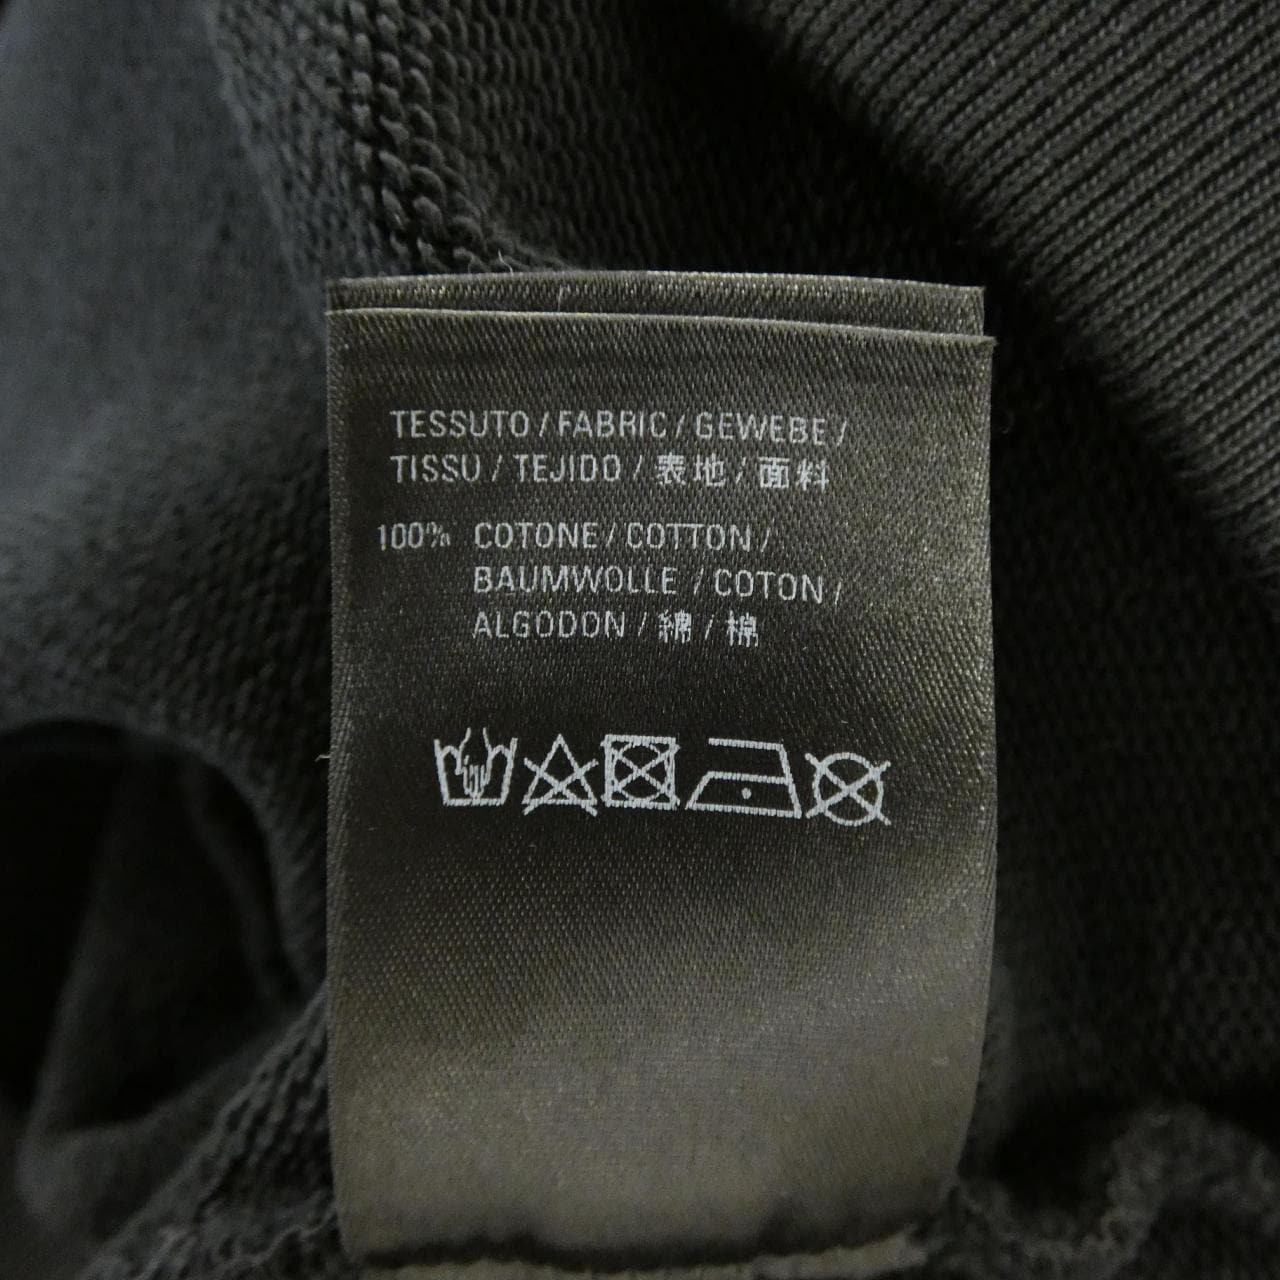 TESSUTO / FABRIC / GEWEBE /
TISSU / TEJIDO / 表地 / 面料
100% COTONE / COTTON /
BAUMWOLLE / COTON /
ALGODON / 綿 / 棉